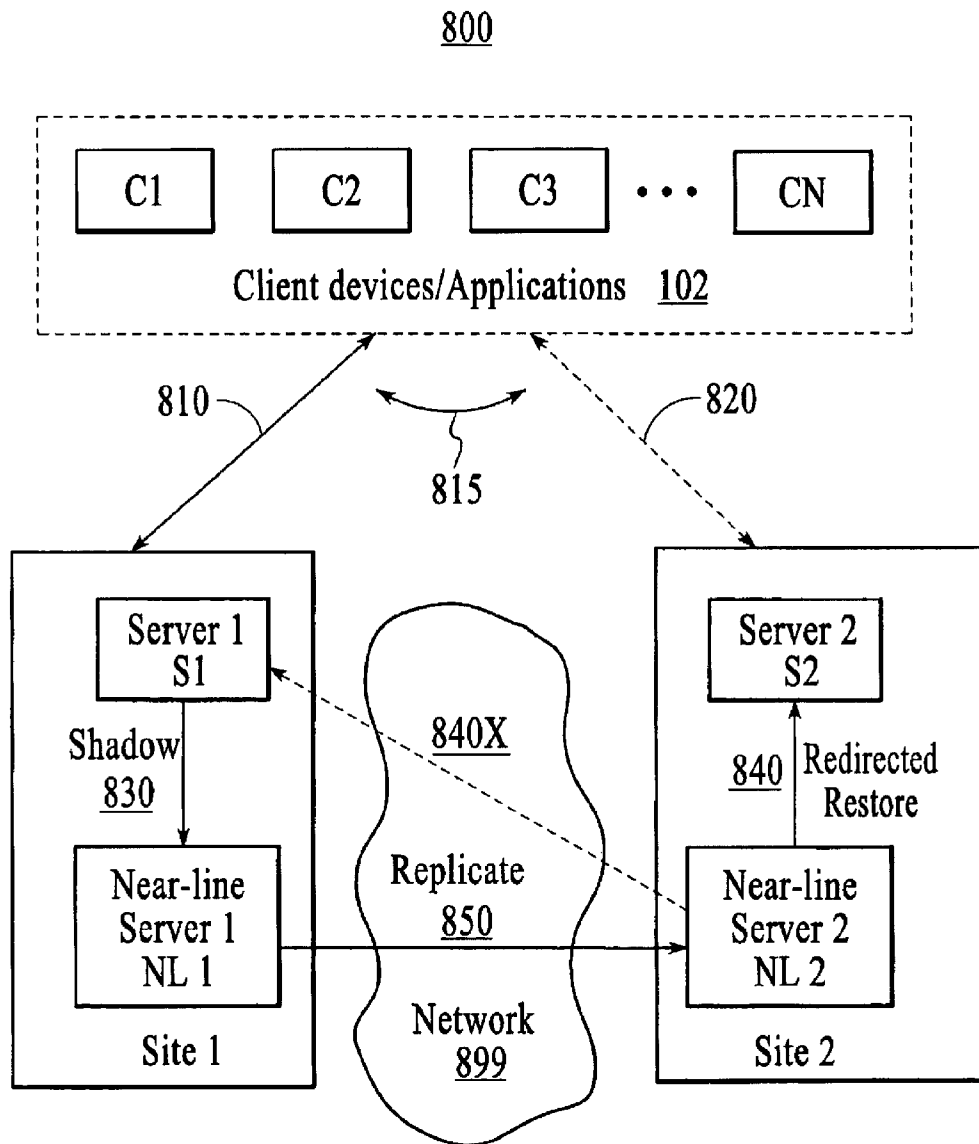 800
C1 C2 C3 ••• CN
Client devices/Applications 102
810
820
815
Server 1
S1
Shadow
830
Near-line
Server 1
NL 1
Site 1
840X
Replicate
850
Network
899
Server 2
S2
840
Redirected
Restore
Near-line
Server 2
NL 2
Site 2